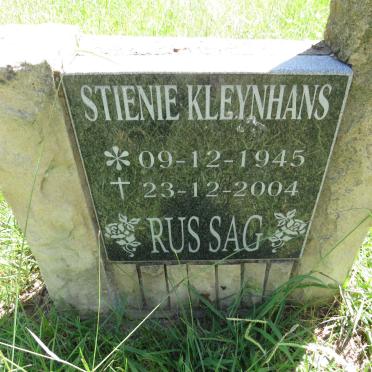 STIENIE KLEYNHANS
* 09-12-1945
† 23-12-2004
RUS SAG